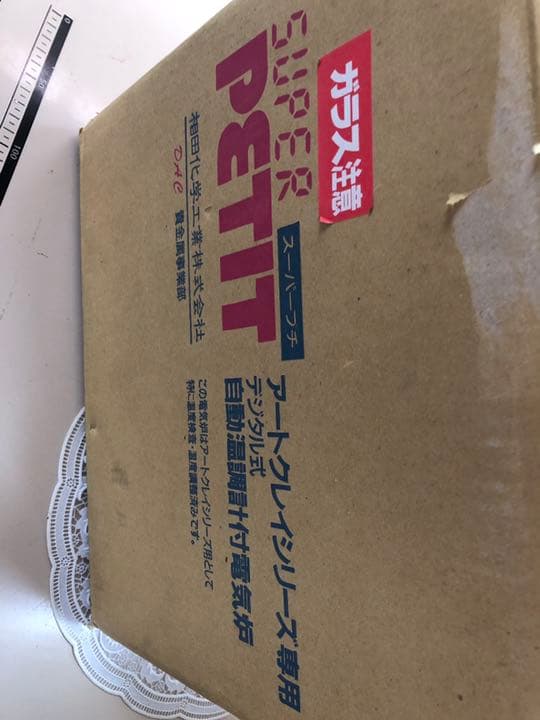 ガラス注意
SUPER
PETIT
スーパープチ
相田化学工業株式会社
貴金属事業部
アートクレイシリーズ専用
デジタル式
自動温調計付電気炉
この電気炉はアートクレイシリーズ用として
特に温度検査・温度調整済みです。
0
50
100